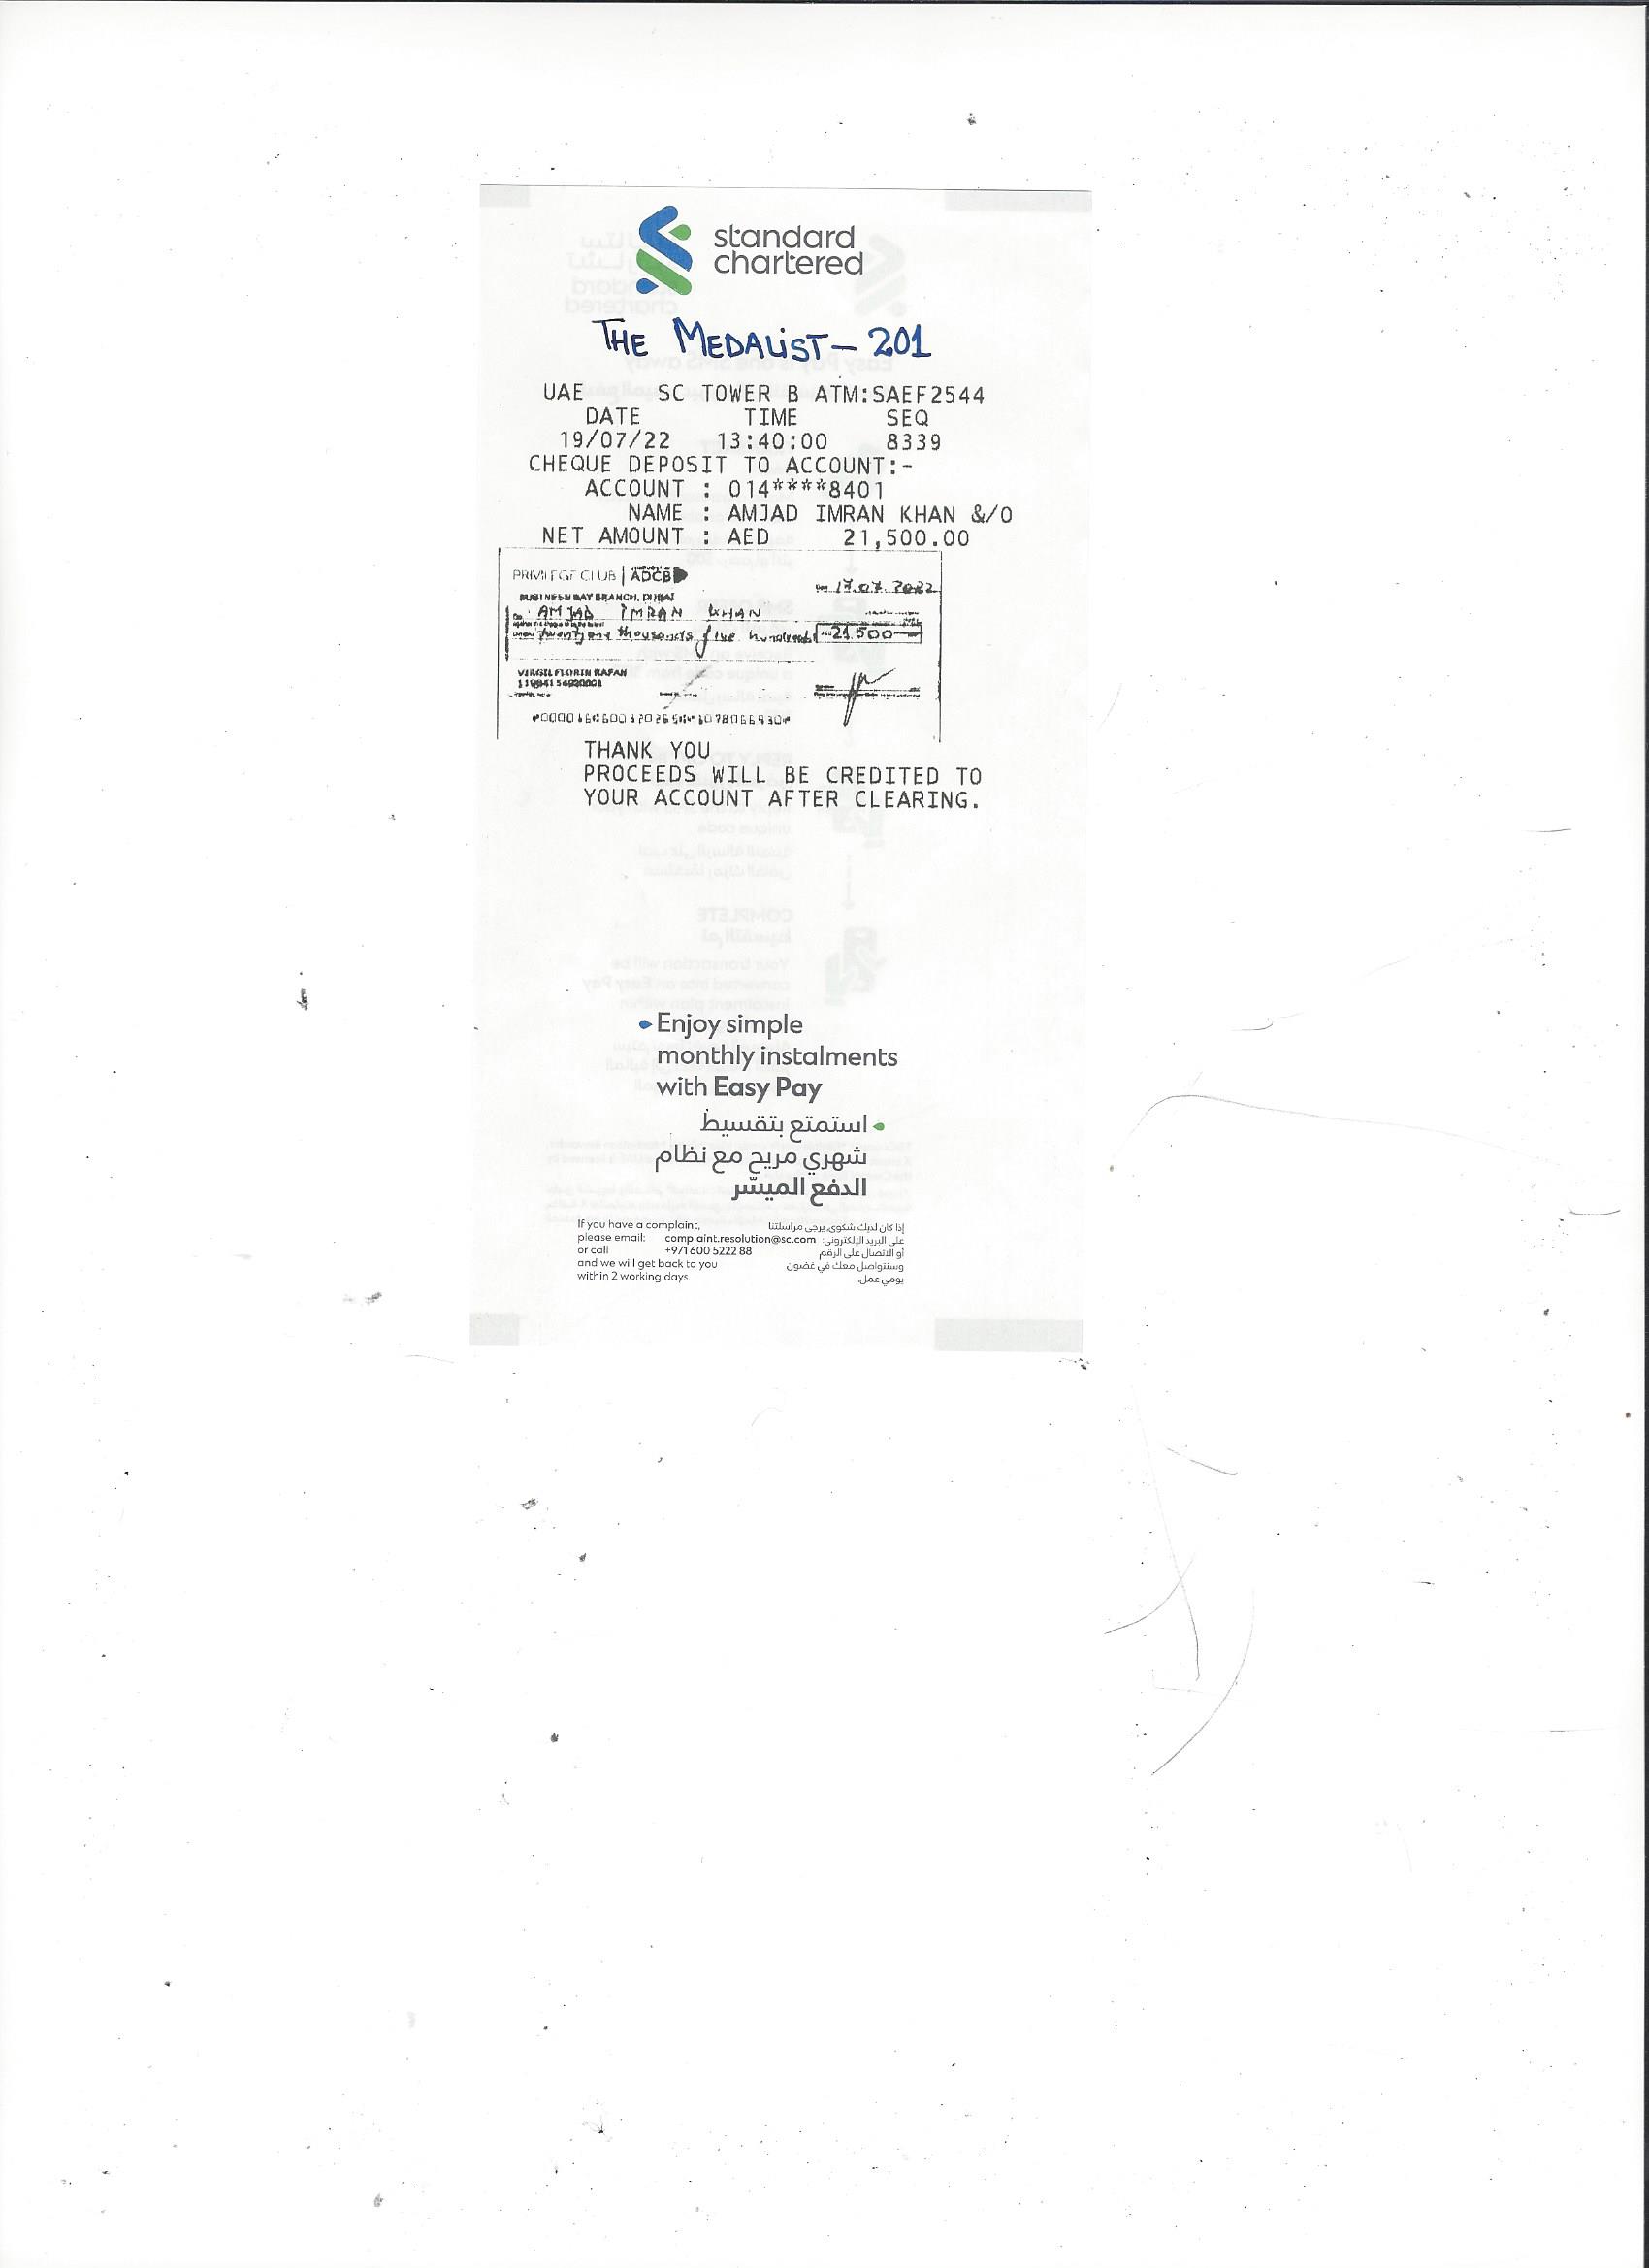 standard
chartered
THE MEDALIST - 201
UAE SC TOWER B ATM:SAEF2544
DATE TIME SEQ
19/07/22 13:40:00 8339
CHEQUE DEPOSIT TO ACCOUNT:-
ACCOUNT : 014****8401
NAME : AMJAD IMRAN KHAN &/O
NET AMOUNT : AED 21,500.00
PRIVILEGE CLUB | ADCB
BUSINESS BAY BRANCH, DUBAI
17.07.2022
AMJAD IMRAN KHAN
twenty one thousands five hundreds 21500
VIRGIL FLORIN RAPAN
THANK YOU
PROCEEDS WILL BE CREDITED TO
YOUR ACCOUNT AFTER CLEARING.
Enjoy simple
monthly instalments
with Easy Pay
استمتع بتقسيط
شهري مريح مع نظام
الدفع الميسّر
If you have a complaint,
please email: complaint.resolution@sc.com
or call +971 600 5222 88
and we will get back to you
within 2 working days.
إذا كان لديك شكوى، يرجى مراسلتنا
على البريد الإلكتروني:
أو الاتصال على الرقم
وسنتواصل معك في غضون
يومي عمل.